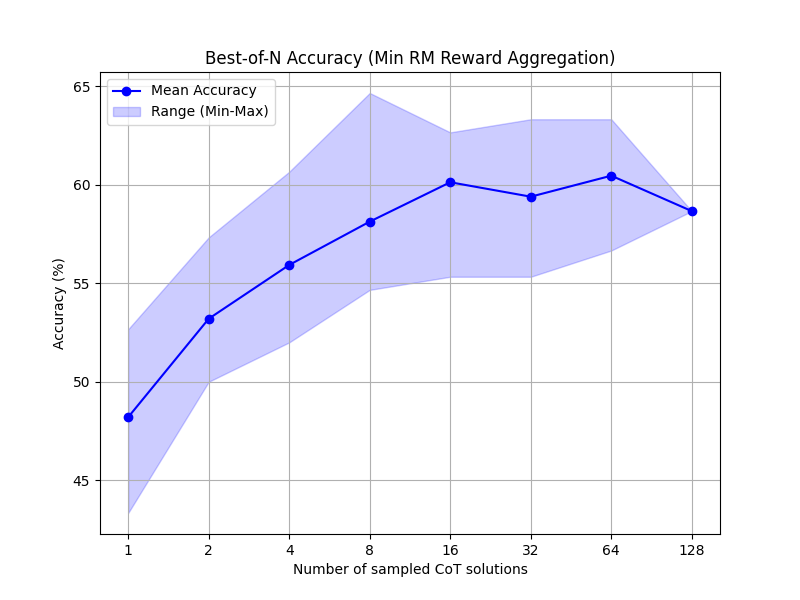 Best-of-N Accuracy (Min RM Reward Aggregation)
Mean Accuracy
Range (Min-Max)
Accuracy (%)
65
60
55
50
45
1 2 4 8 16 32 64 128
Number of sampled CoT solutions